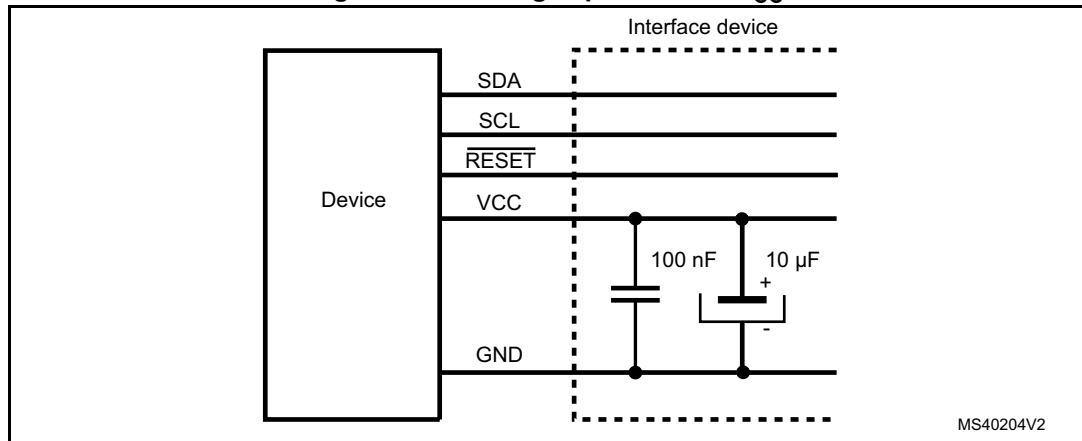 Interface device
SDA
SCL
RESET
Device
VCC
100 nF
10 µF
+
-
GND
MS40204V2